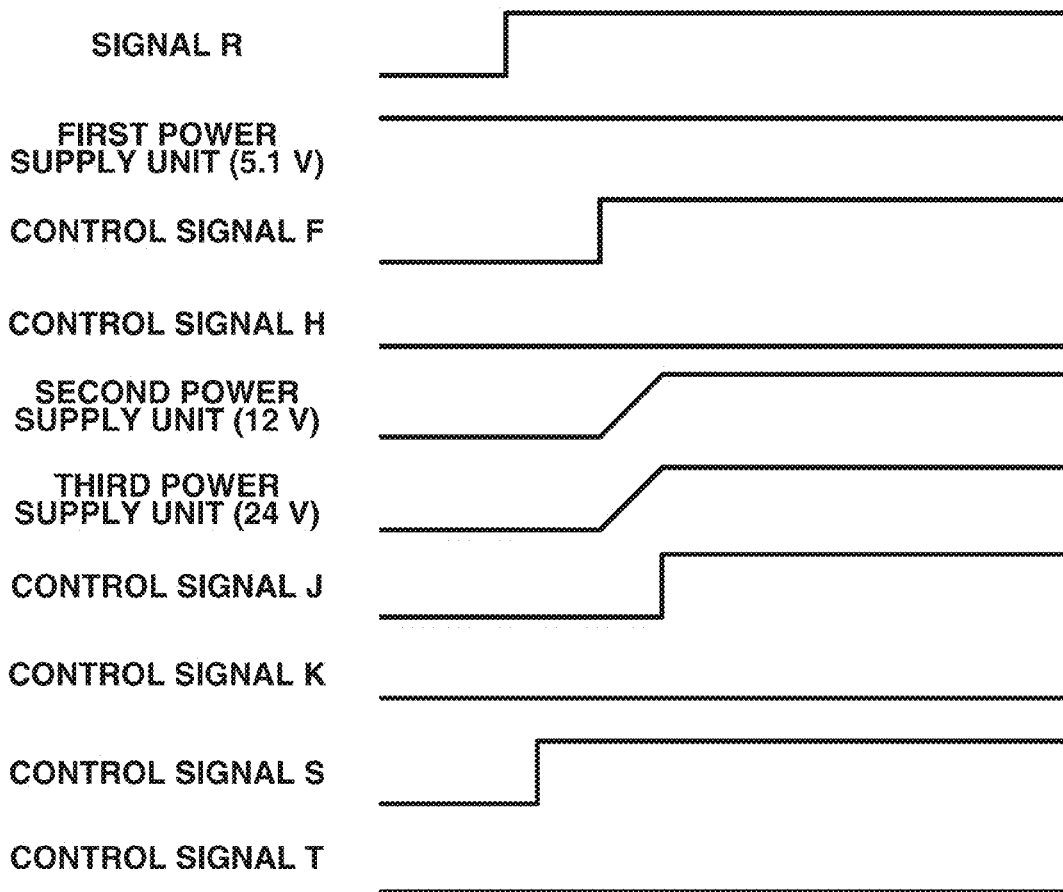 SIGNAL R
FIRST POWER
SUPPLY UNIT (5.1 V)
CONTROL SIGNAL F
CONTROL SIGNAL H
SECOND POWER
SUPPLY UNIT (12 V)
THIRD POWER
SUPPLY UNIT (24 V)
CONTROL SIGNAL J
CONTROL SIGNAL K
CONTROL SIGNAL S
CONTROL SIGNAL T